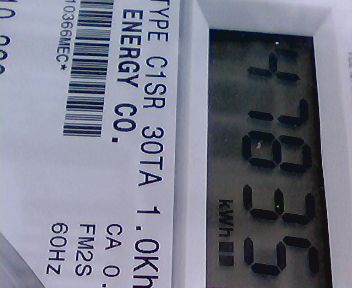 47835
kWh
TYPE C1SR 30TA 1.0Kh
ENERGY CO. CA 0.
FM2S
60Hz
10366MEC*